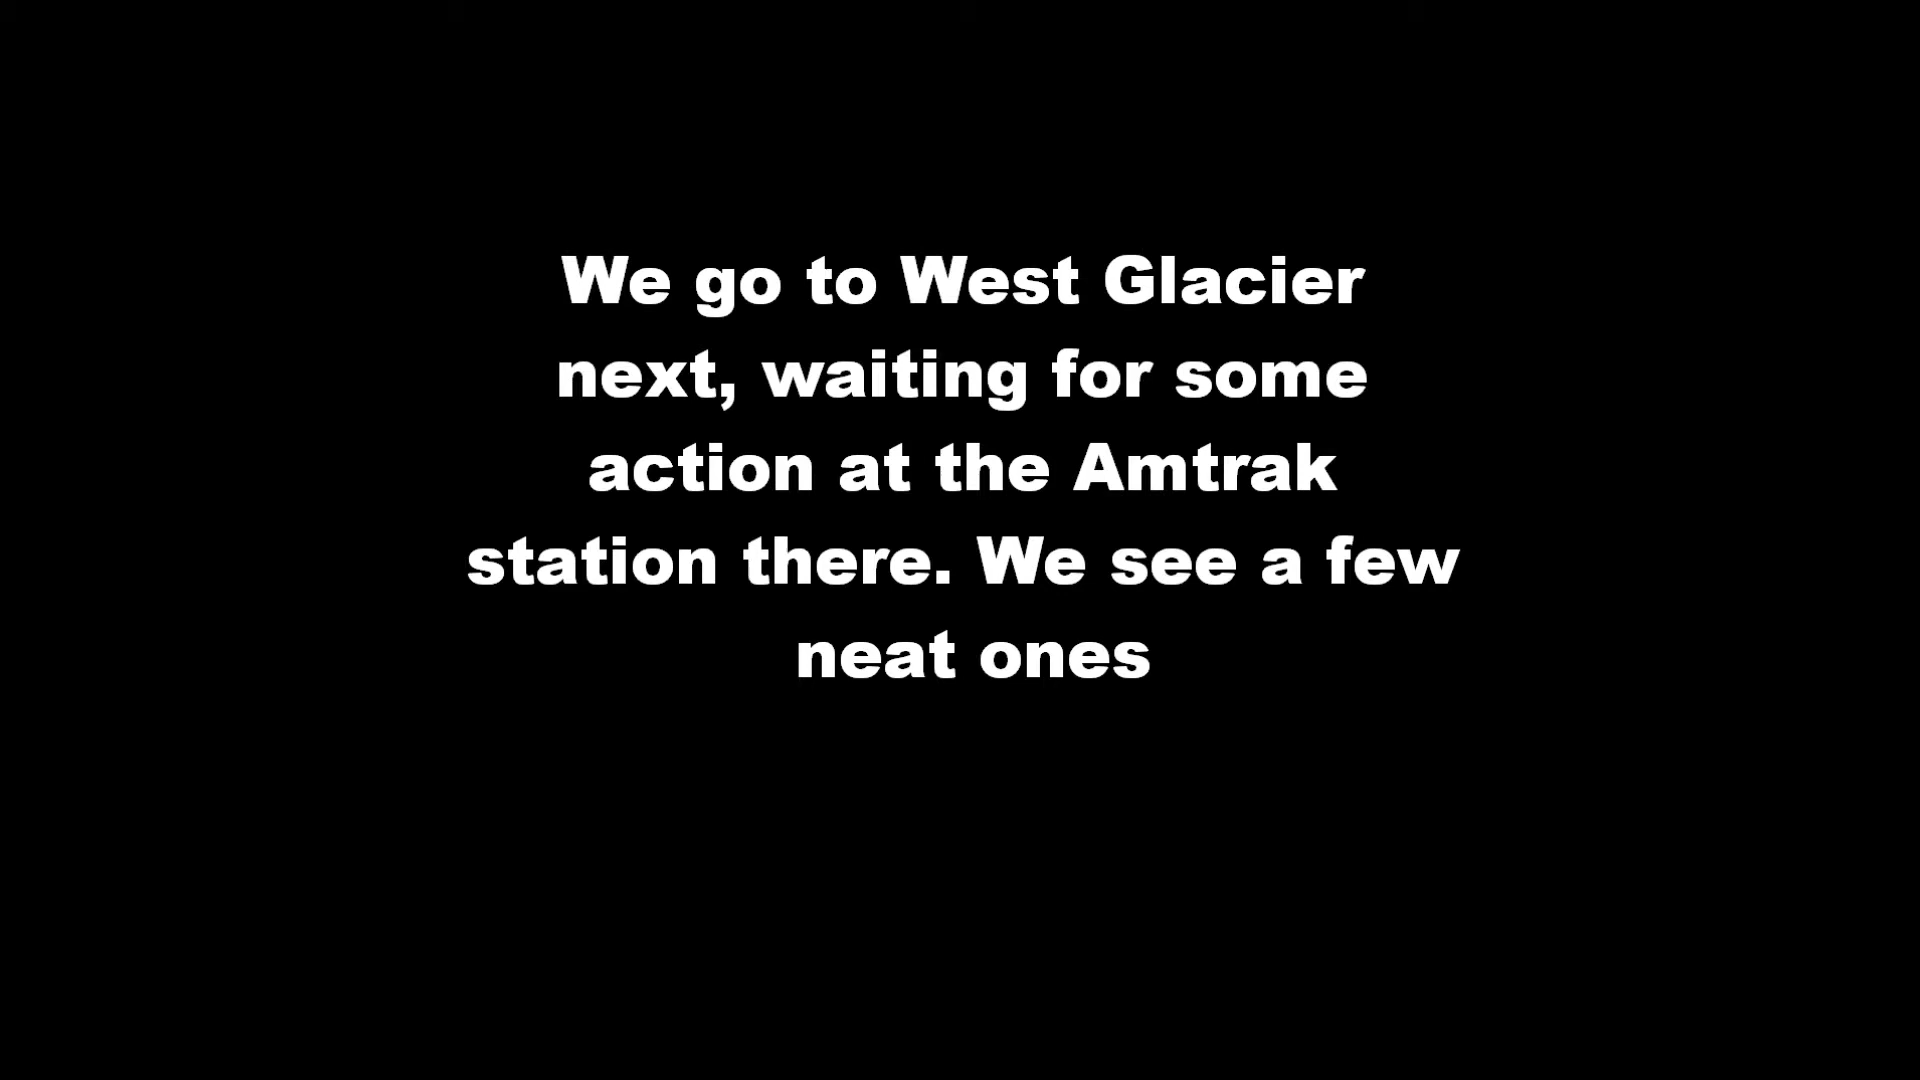 We go to West Glacier
next, waiting for some
action at the Amtrak
station there. We see a few
neat ones